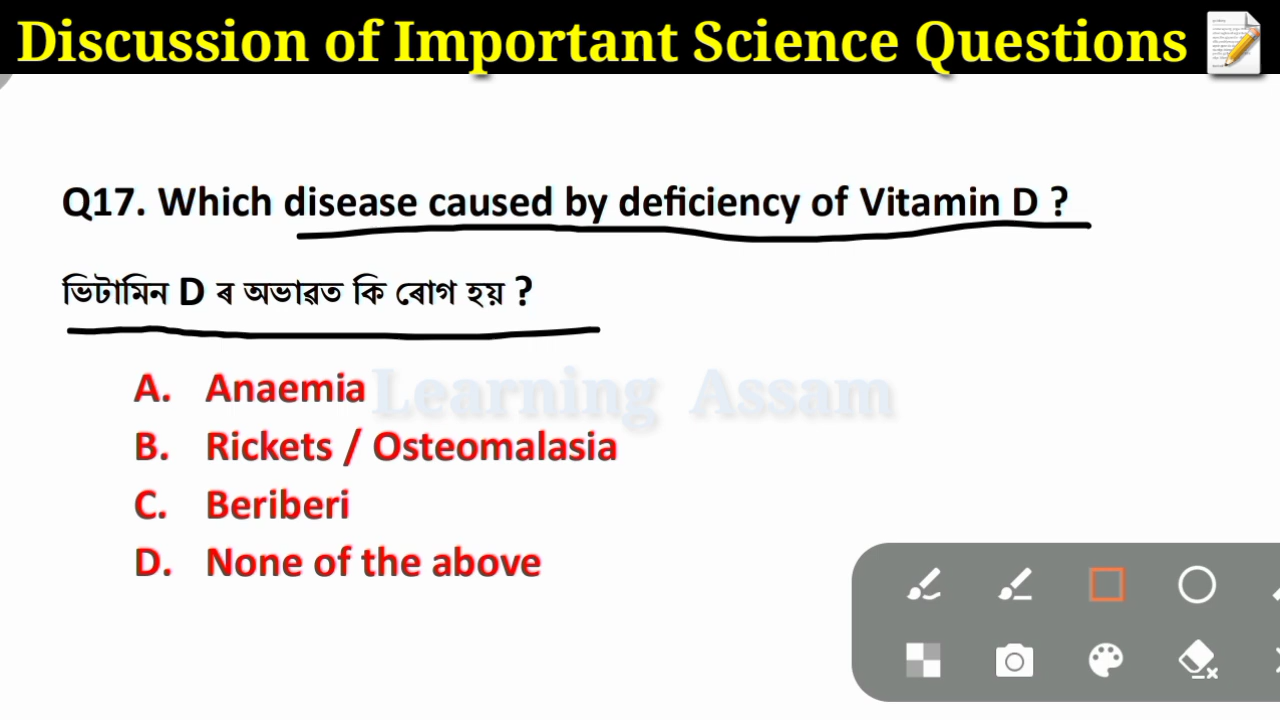 Discussion of Important Science Questions
Q17. Which disease caused by deficiency of Vitamin D ?
ভিটামিন D ৰ অভাৱত কি ৰোগ হয় ?
Learning Assam
A. Anaemia
B. Rickets / Osteomalasia
C. Beriberi
D. None of the above